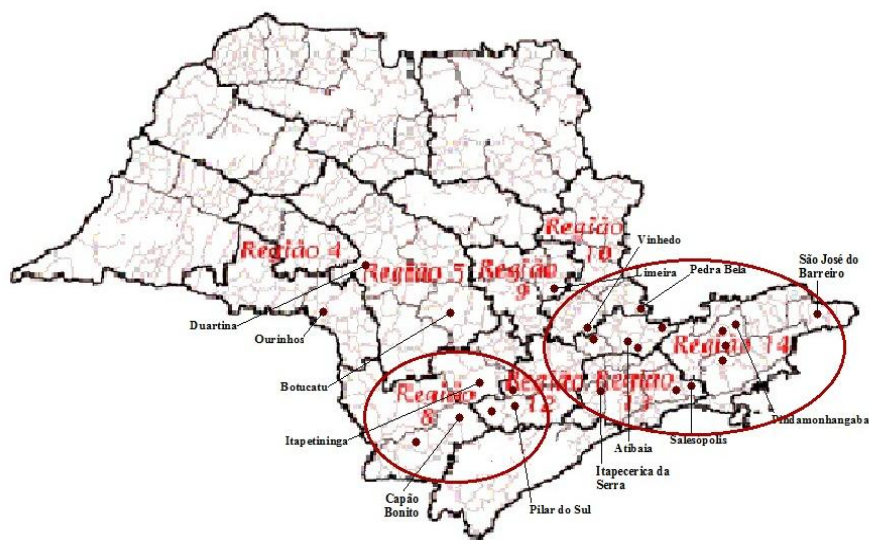 Região
10
Vinhedo
São José do
Barreiro
Região 4
Região 5
Região
9
Limeira
Pedra Bela
Duartina
Ourinhos
Região 14
Botucatu
Região
8
Região
12
Região
13
Pindamonhangaba
Itapetininga
Salesopolis
Atibaia
Itapecerica da
Serra
Capão
Bonito
Pilar do Sul